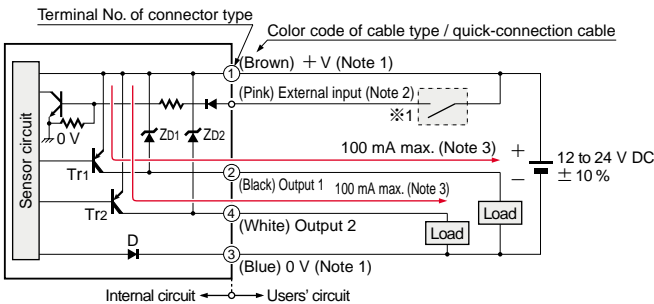 Terminal No. of connector type
Color code of cable type / quick-connection cable
1 (Brown) +V (Note 1)
(Pink) External input (Note 2)
※1
0 V
ZD1
ZD2
Sensor circuit
100 mA max. (Note 3)
+
−
12 to 24 V DC
± 10 %
Tr1
2
(Black) Output 1
100 mA max. (Note 3)
Tr2
4
(White) Output 2
Load
Load
D
3
(Blue) 0 V (Note 1)
Internal circuit
Users' circuit